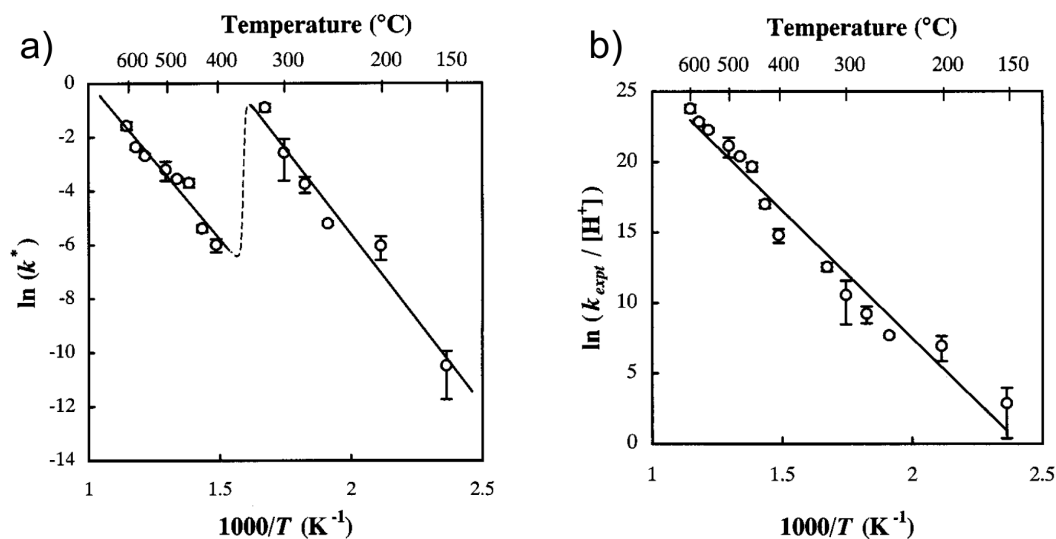 a)
Temperature (°C)
600 500 400 300 200 150
0
-2
-4
-6
-8
-10
-12
-14
ln (k*)
1 1.5 2 2.5
1000/T (K⁻¹)
b)
Temperature (°C)
600 500 400 300 200 150
25
20
15
10
5
0
ln (k_expt / [H⁺])
1 1.5 2 2.5
1000/T (K⁻¹)